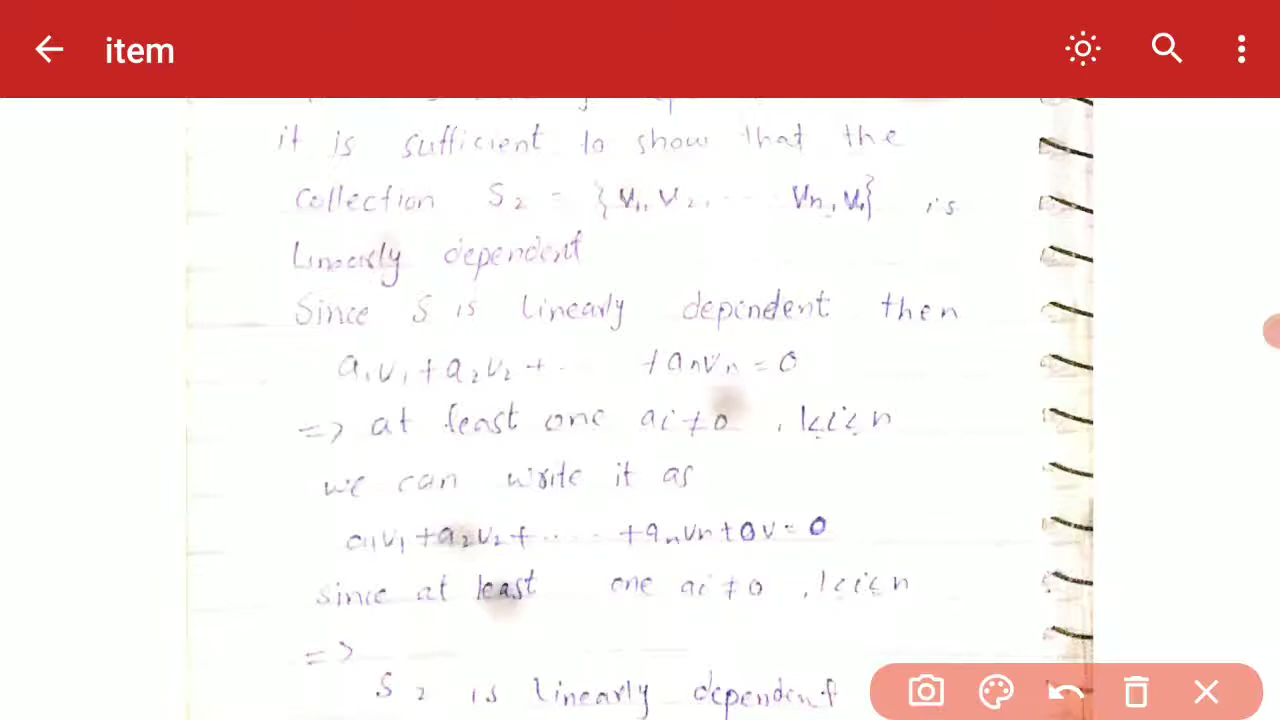 item
it is sufficient to show that the
collection S2 = {v1, v2, ... vn, v} is
Linearly dependent
Since S is linearly dependent then
a1v1 + a2v2 + ... + anvn = 0
=> at least one ai ≠ 0 , 1≤i≤n
we can write it as
a1v1 + a2v2 + ..... + anvn + 0v = 0
since at least one ai ≠ 0 , 1≤i≤n
=>
S2 is linearly dependent